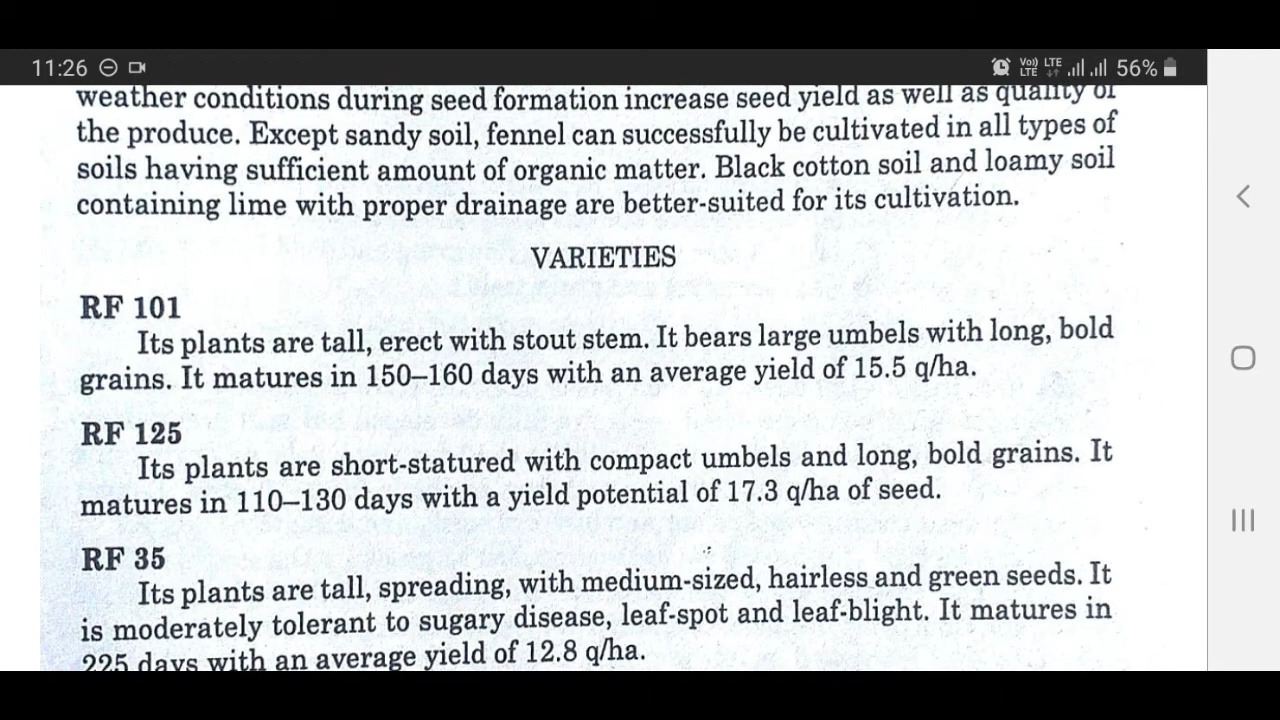 11:26
Vo) LTE
LTE
56%
weather conditions during seed formation increase seed yield as well as quality of
the produce. Except sandy soil, fennel can successfully be cultivated in all types of
soils having sufficient amount of organic matter. Black cotton soil and loamy soil
containing lime with proper drainage are better-suited for its cultivation.
VARIETIES
RF 101
Its plants are tall, erect with stout stem. It bears large umbels with long, bold
grains. It matures in 150–160 days with an average yield of 15.5 q/ha.
RF 125
Its plants are short-statured with compact umbels and long, bold grains. It
matures in 110–130 days with a yield potential of 17.3 q/ha of seed.
RF 35
Its plants are tall, spreading, with medium-sized, hairless and green seeds. It
is moderately tolerant to sugary disease, leaf-spot and leaf-blight. It matures in
225 days with an average yield of 12.8 q/ha.